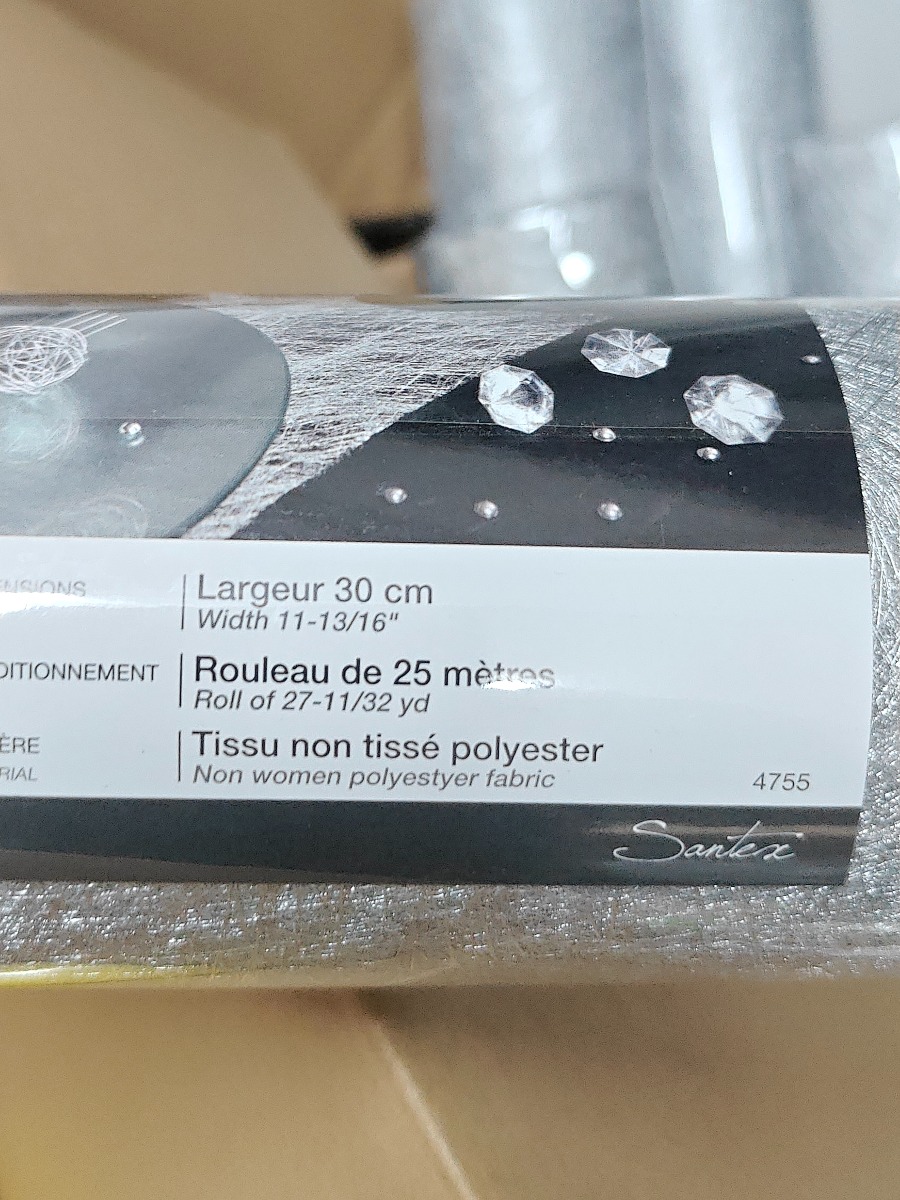 ENSIONS
Largeur 30 cm
Width 11-13/16"
DITIONNEMENT
Rouleau de 25 mètres
Roll of 27-11/32 yd
ÈRE
Tissu non tissé polyester
RIAL
Non women polyestyer fabric
4755
Santex